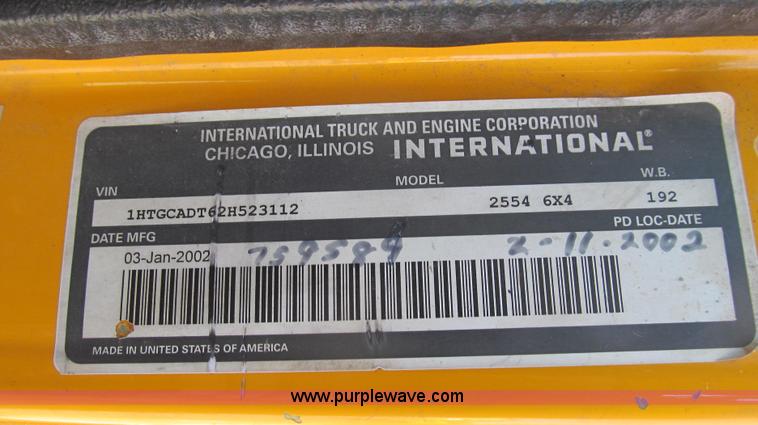 INTERNATIONAL TRUCK AND ENGINE CORPORATION
CHICAGO, ILLINOIS INTERNATIONAL®
VIN MODEL W.B.
1HTGCADT62H523112 2554 6X4 192
DATE MFG PD LOC-DATE
03-Jan-2002 759589 2-11-2002
MADE IN UNITED STATES OF AMERICA
www.purplewave.com